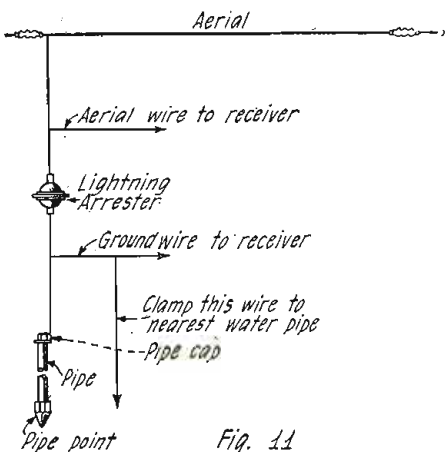 Aerial
Aerial wire to receiver
Lightning
Arrester
Ground wire to receiver
Clamp this wire to
nearest water pipe
Pipe cap
Pipe
Pipe point
Fig. 11